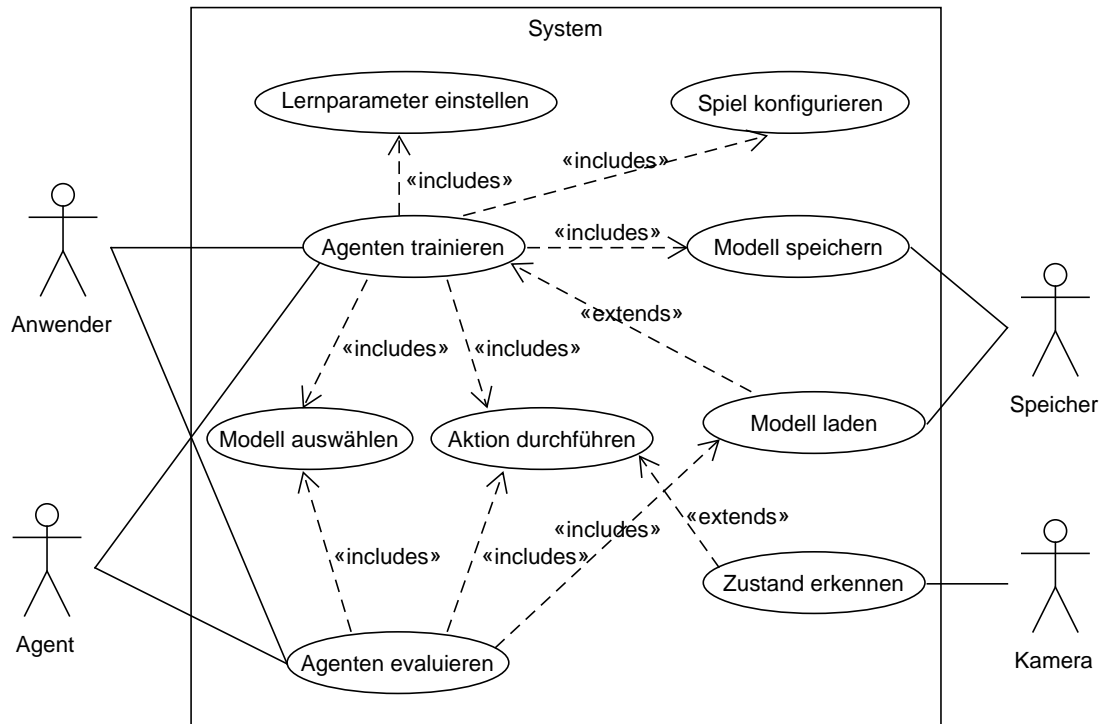 System
Lernparameter einstellen
Spiel konfigurieren
«includes»
«includes»
Agenten trainieren
«includes»
Modell speichern
Anwender
«extends»
Speicher
«includes»
«includes»
Modell auswählen
Aktion durchführen
Modell laden
«extends»
«includes»
«includes»
«includes»
Zustand erkennen
Agent
Agenten evaluieren
Kamera